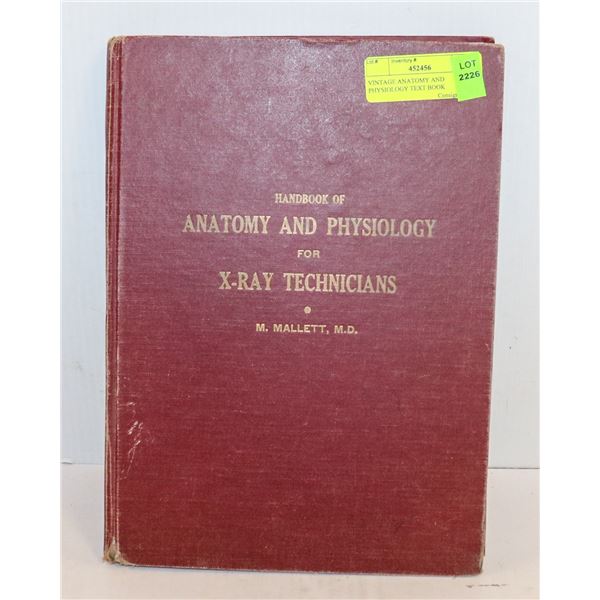 Lot # Inventory #
452456
LOT
2226
VINTAGE ANATOMY AND
PHYSIOLOGY TEXT BOOK
HANDBOOK OF
ANATOMY AND PHYSIOLOGY
FOR
X-RAY TECHNICIANS
M. MALLETT, M.D.